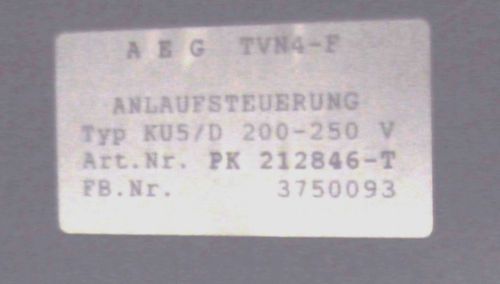 A E G TVN4-F
ANLAUFSTEUERUNG
Typ KU5/D 200-250 V
Art.Nr. PK 212846-T
FB.Nr. 3750093